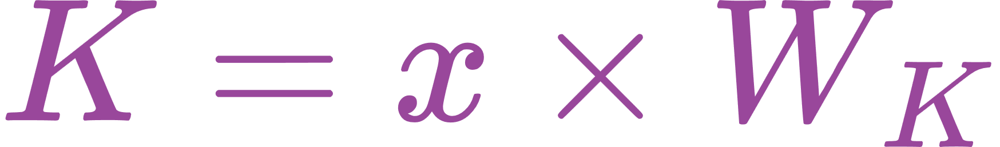 K = x × W_K